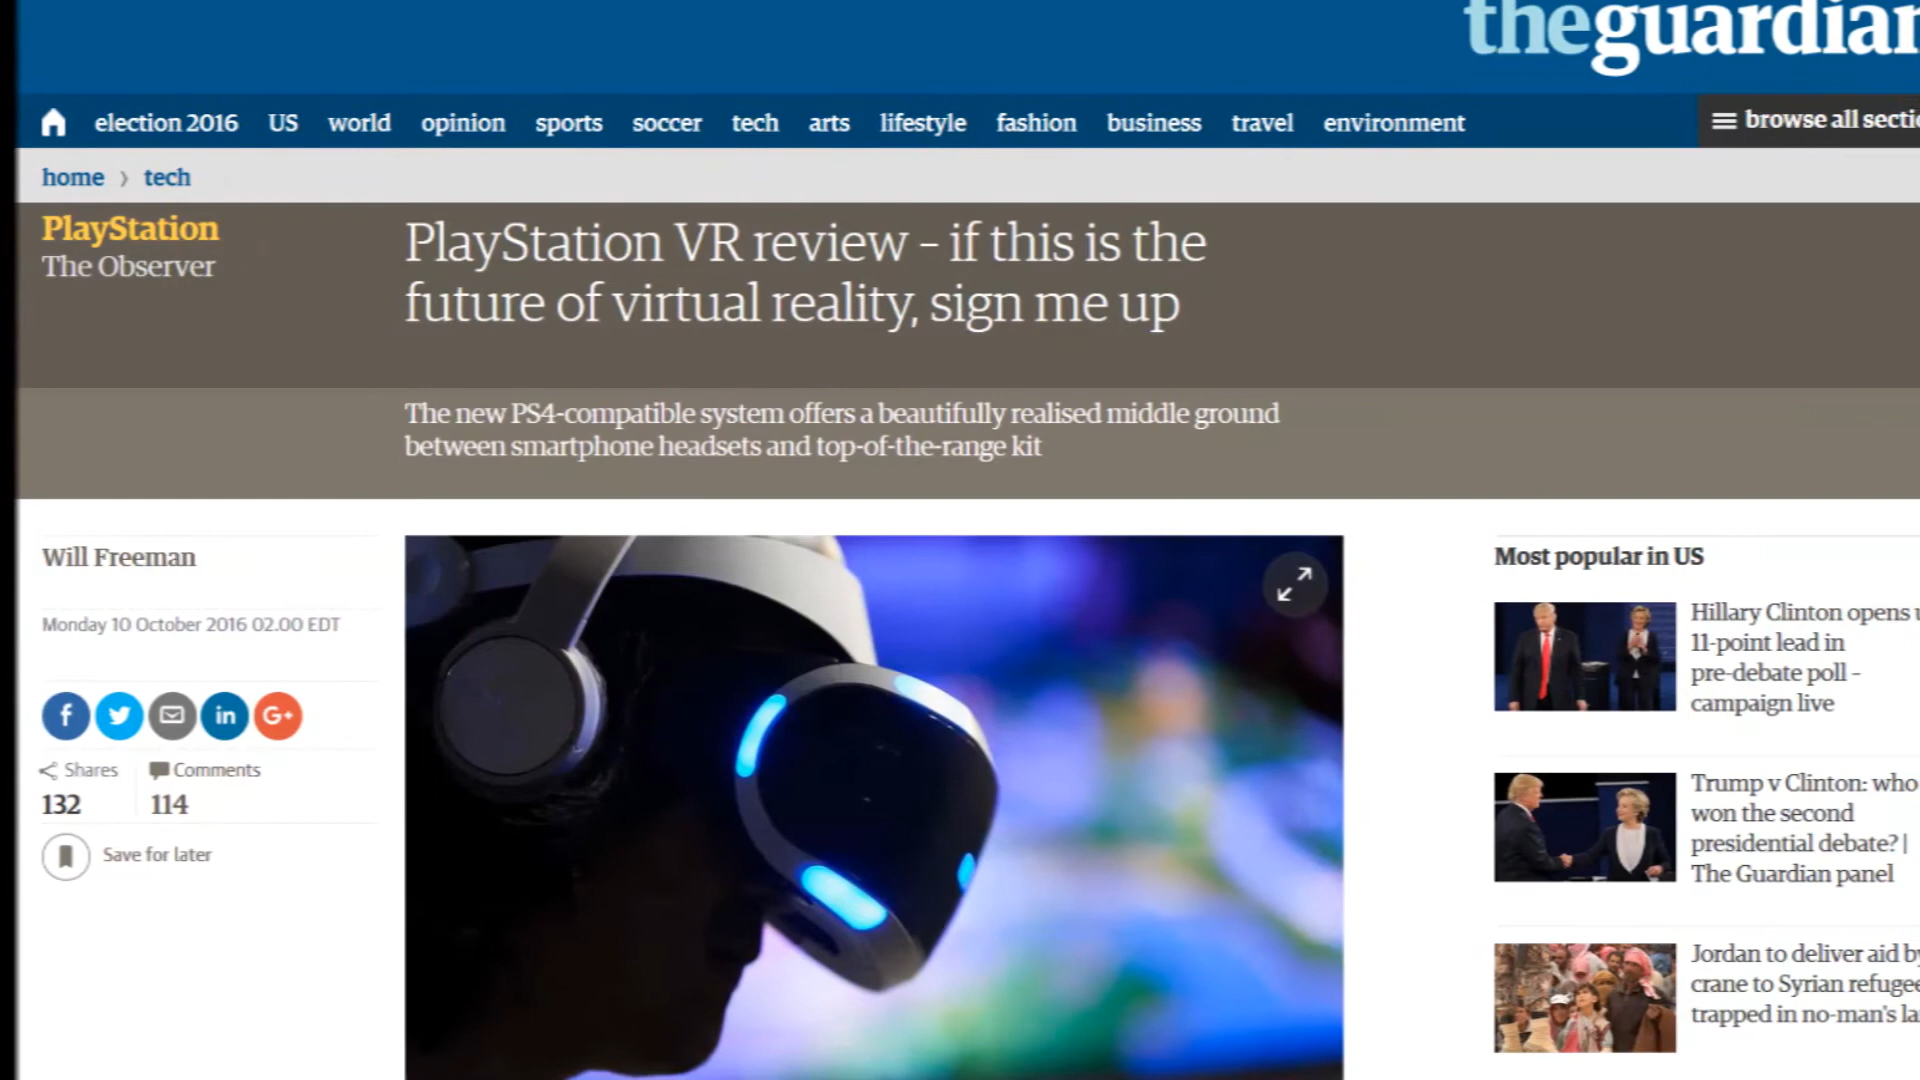 theguardian
election 2016 US world opinion sports soccer tech arts lifestyle fashion business travel environment browse all
home > tech
PlayStation
The Observer
PlayStation VR review - if this is the
future of virtual reality, sign me up
The new PS4-compatible system offers a beautifully realised middle ground
between smartphone headsets and top-of-the-range kit
Will Freeman
Monday 10 October 2016 02.00 EDT
f in G+
Shares Comments
132 114
Save for later
Most popular in US
Hillary Clinton opens
11-point lead in
pre-debate poll –
campaign live
Trump v Clinton: who
won the second
presidential debate? |
The Guardian panel
Jordan to deliver aid by
crane to Syrian
trapped in no-man's